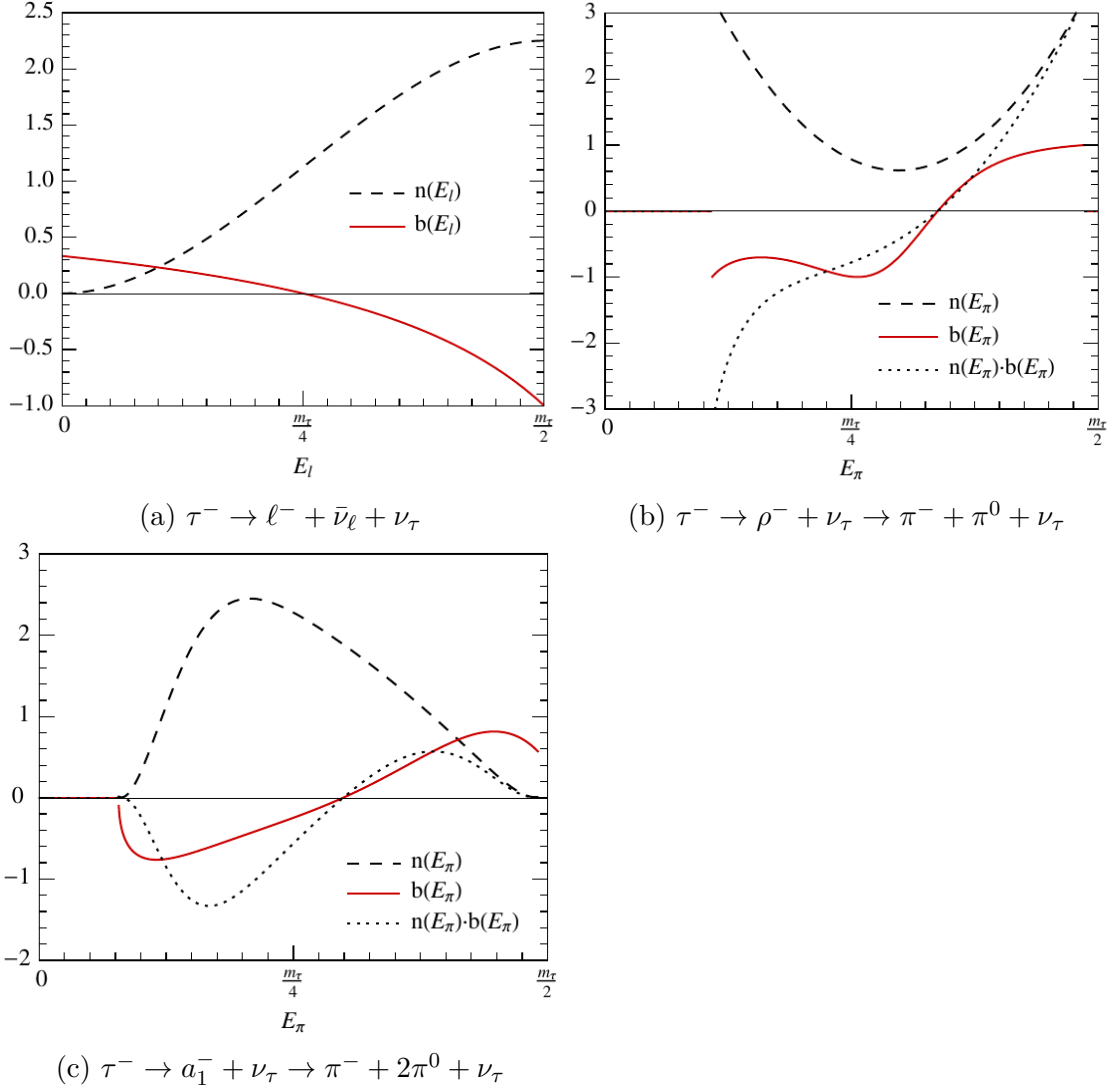 2.5
2.0
1.5
1.0
0.5
0.0
−0.5
−1.0
0
m_τ/4
m_τ/2
E_l
n(E_l)
b(E_l)
(a) τ⁻ → ℓ⁻ + ν̄_ℓ + ν_τ
3
2
1
0
−1
−2
−3
0
m_τ/4
m_τ/2
E_π
n(E_π)
b(E_π)
n(E_π)·b(E_π)
(b) τ⁻ → ρ⁻ + ν_τ → π⁻ + π⁰ + ν_τ
3
2
1
0
−1
−2
0
m_τ/4
m_τ/2
E_π
n(E_π)
b(E_π)
n(E_π)·b(E_π)
(c) τ⁻ → a₁⁻ + ν_τ → π⁻ + 2π⁰ + ν_τ